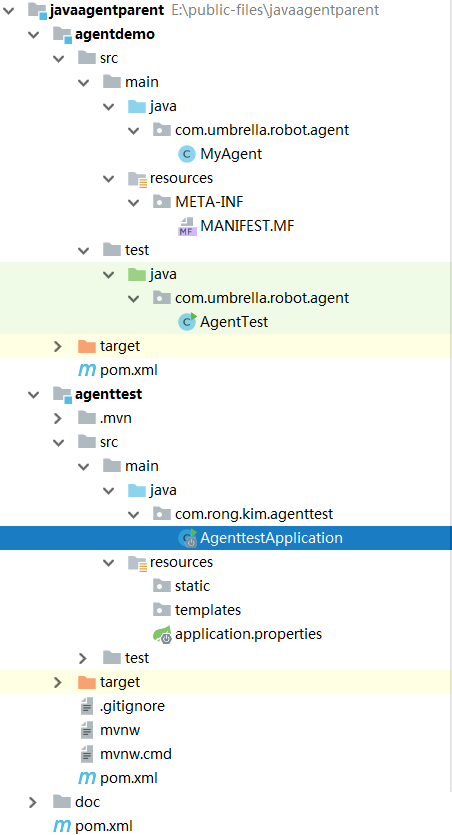 javaagentparent E:\public-files\javaagentparent
agentdemo
src
main
java
com.umbrella.robot.agent
C MyAgent
resources
META-INF
MF MANIFEST.MF
test
java
com.umbrella.robot.agent
C AgentTest
target
m pom.xml
agenttest
.mvn
src
main
java
com.rong.kim.agenttest
C AgenttestApplication
resources
static
templates
application.properties
test
target
.gitignore
mvnw
mvnw.cmd
m pom.xml
doc
m pom.xml